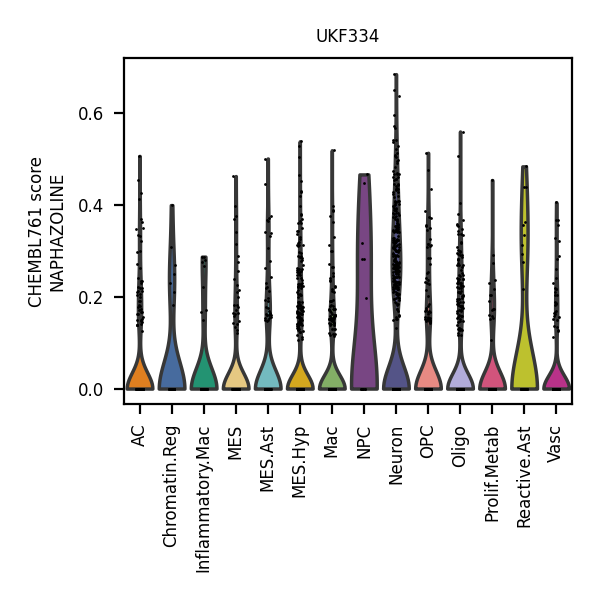 UKF334
CHEMBL761 score
NAPHAZOLINE
0.6
0.4
0.2
0.0
AC
Chromatin.Reg
Inflammatory.Mac
MES
MES.Ast
MES.Hyp
Mac
NPC
Neuron
OPC
Oligo
Prolif.Metab
Reactive.Ast
Vasc